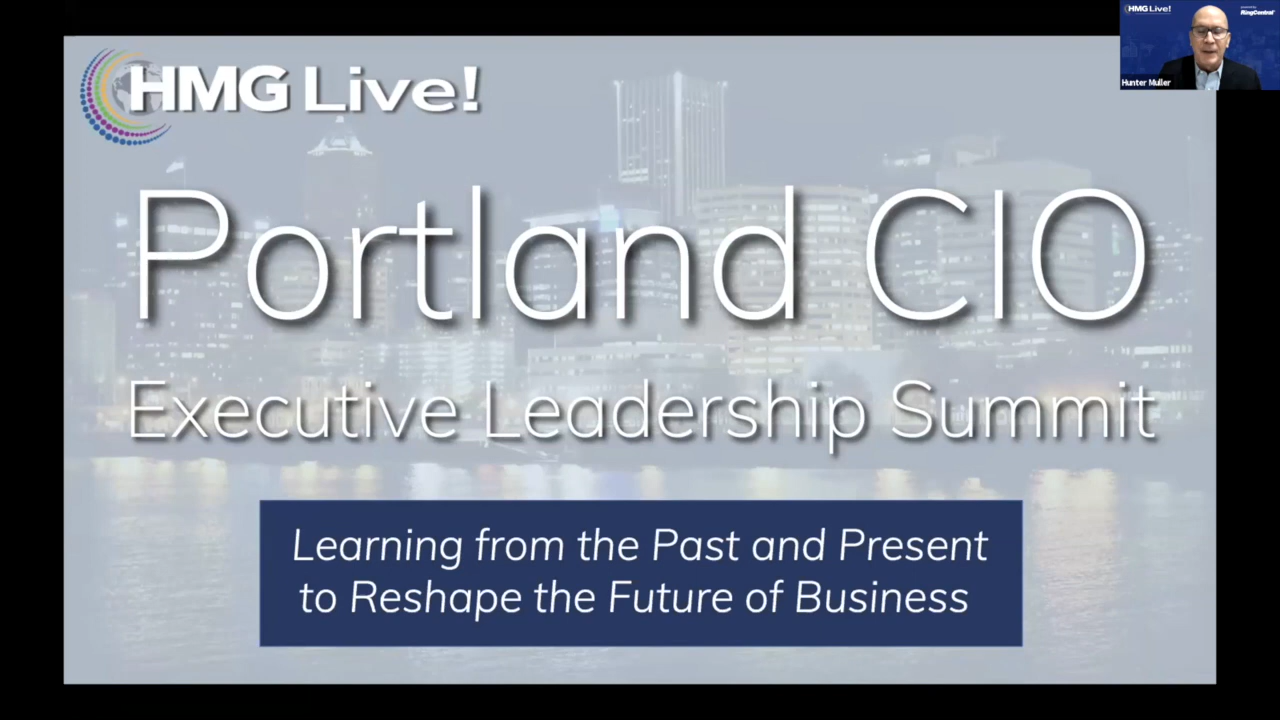 HMG Live!
Portland CIO
Executive Leadership Summit
Learning from the Past and Present
to Reshape the Future of Business
HMG Live!
RingCentral
Hunter Muller